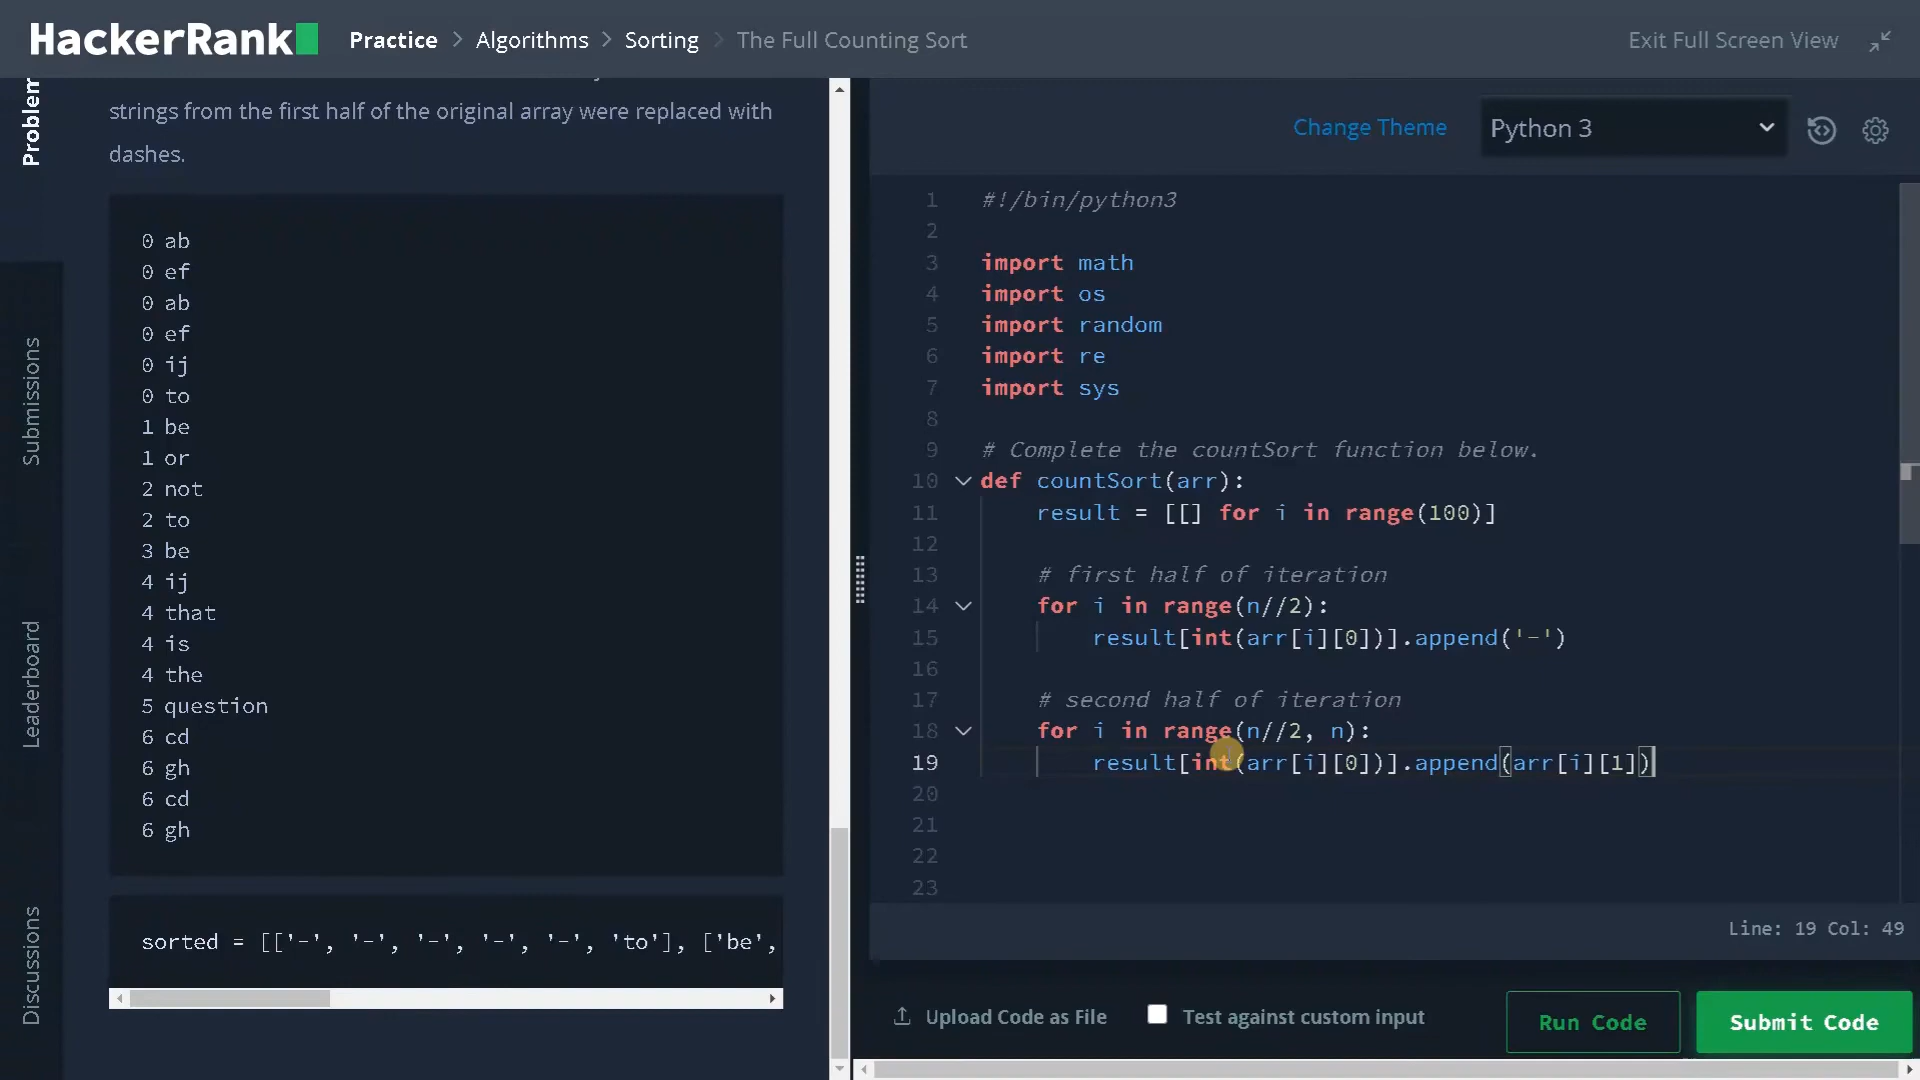 HackerRank Practice > Algorithms > Sorting > The Full Counting Sort Exit Full Screen View
Problem
Submissions
Leaderboard
Discussions
strings from the first half of the original array were replaced with
dashes.
0 ab
0 ef
0 ab
0 ef
0 ij
0 to
1 be
1 or
2 not
2 to
3 be
4 ij
4 that
4 is
4 the
5 question
6 cd
6 gh
6 cd
6 gh
sorted = [['-', '-', '-', '-', '-', 'to'], ['be',
Change Theme Python 3
1 #!/bin/python3
2
3 import math
4 import os
5 import random
6 import re
7 import sys
8
9 # Complete the countSort function below.
10 def countSort(arr):
11 result = [[] for i in range(100)]
12
13 # first half of iteration
14 for i in range(n//2):
15 result[int(arr[i][0])].append('-')
16
17 # second half of iteration
18 for i in range(n//2, n):
19 result[int(arr[i][0])].append(arr[i][1])
20
21
22
23
Line: 19 Col: 49
Upload Code as File Test against custom input Run Code Submit Code